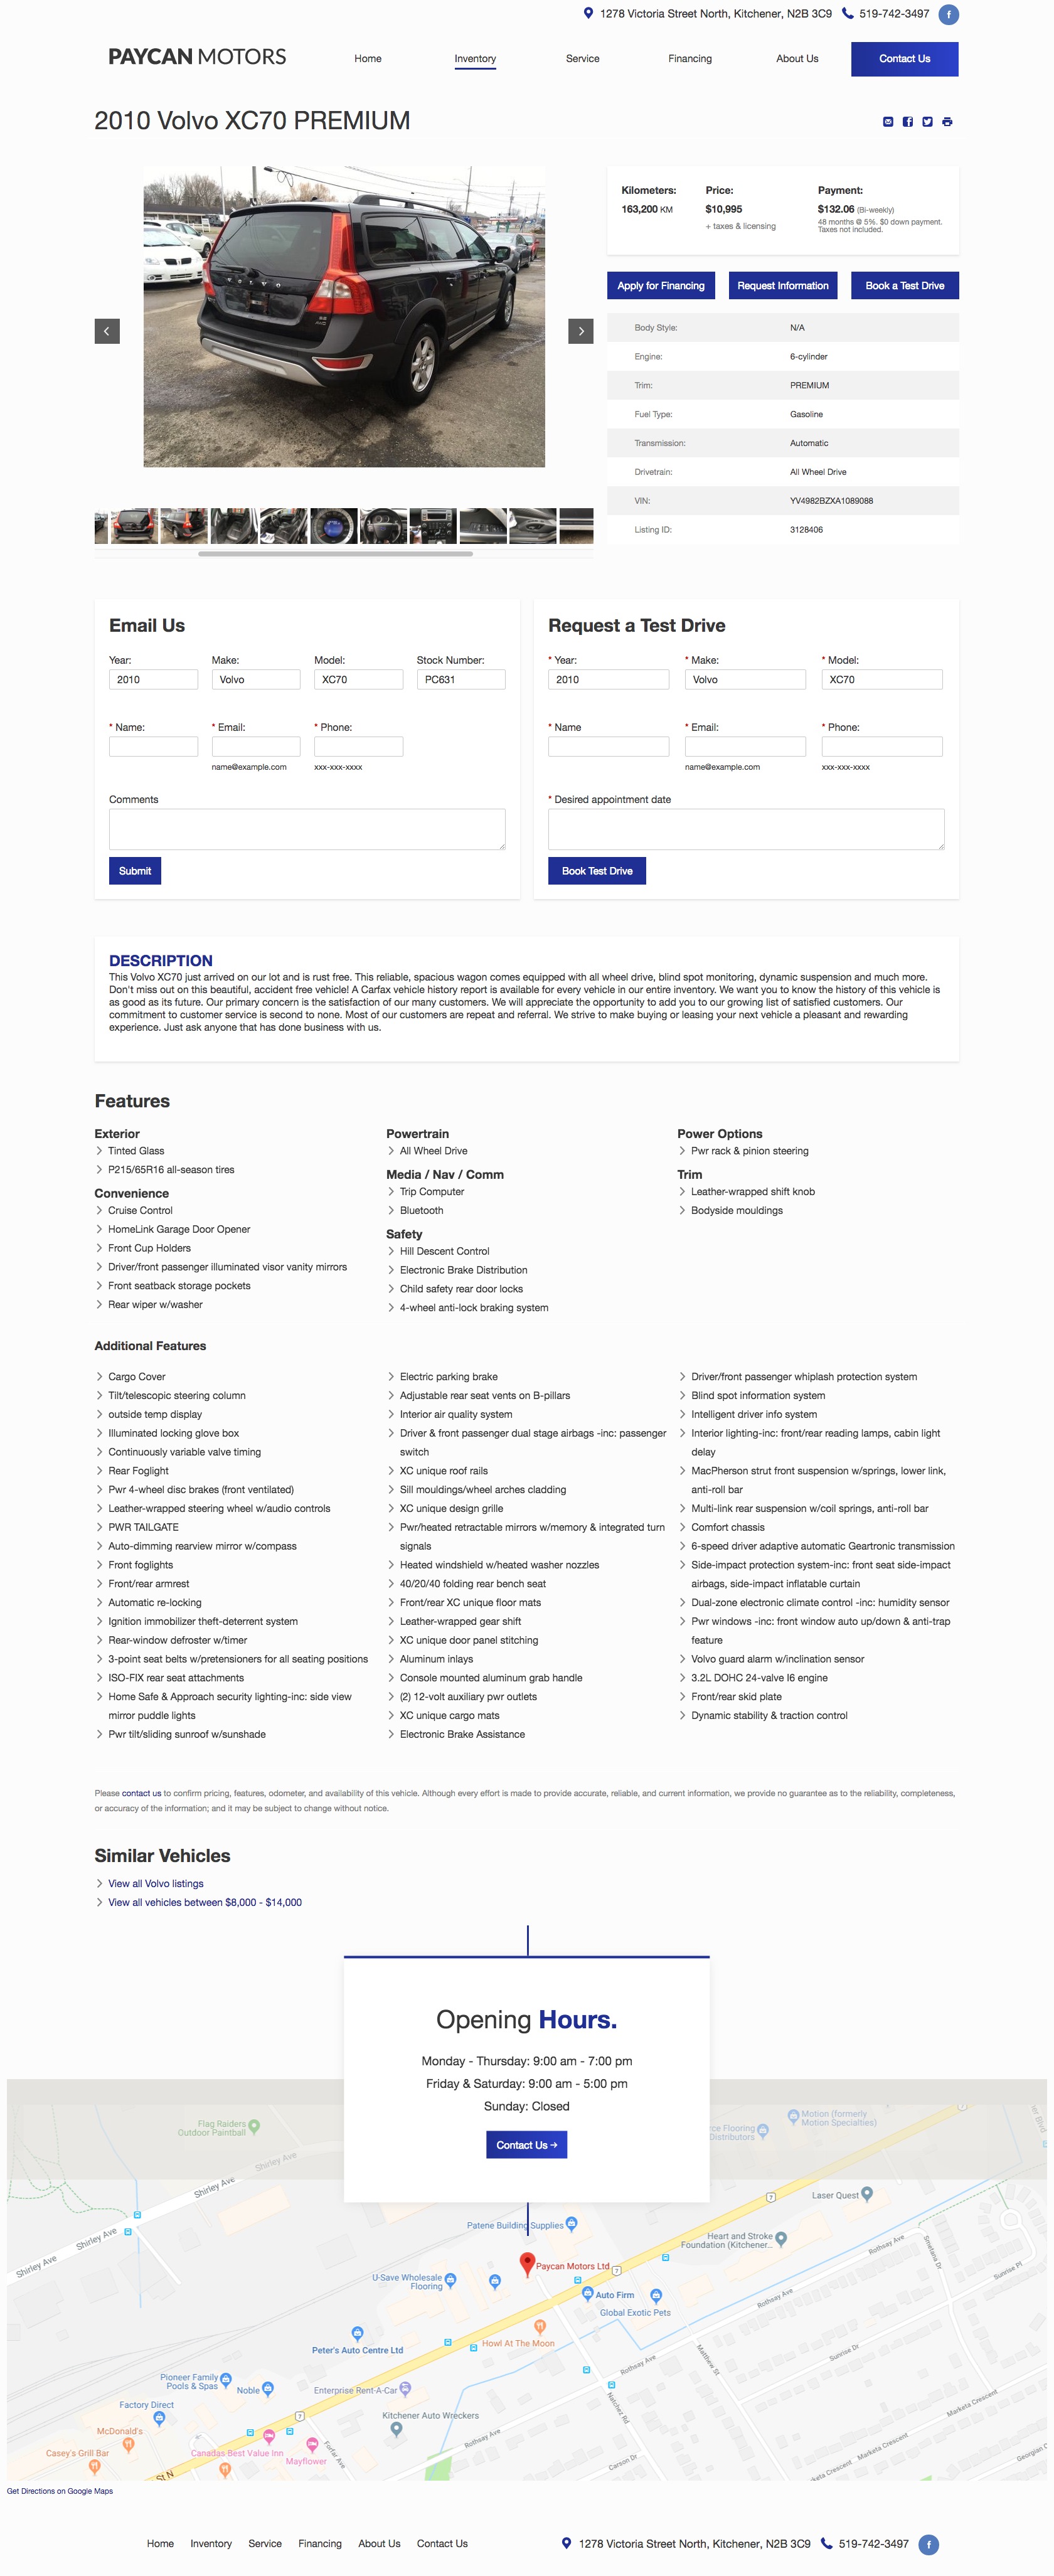 1278 Victoria Street North, Kitchener, N2B 3C9 519-742-3497
PAYCAN MOTORS Home Inventory Service Financing About Us Contact Us
2010 Volvo XC70 PREMIUM
Kilometers: Price: Payment:
163,200 KM $10,995 $132.06 (Bi-weekly)
+ taxes & licensing 48 months @ 5%. $0 down payment.
Taxes not included.
Apply for Financing Request Information Book a Test Drive
Body Style: N/A
Engine: 6-cylinder
Trim: PREMIUM
Fuel Type: Gasoline
Transmission: Automatic
Drivetrain: All Wheel Drive
VIN: YV4982BZXA1089088
Listing ID: 3128406
Email Us
Year: Make: Model: Stock Number:
2010 Volvo XC70 PC631
* Name: * Email: * Phone:
name@example.com xxx-xxx-xxxx
Comments
Submit
Request a Test Drive
* Year: * Make: * Model:
2010 Volvo XC70
* Name * Email: * Phone:
name@example.com xxx-xxx-xxxx
* Desired appointment date
Book Test Drive
DESCRIPTION
This Volvo XC70 just arrived on our lot and is rust free. This reliable, spacious wagon comes equipped with all wheel drive, blind spot monitoring, dynamic suspension and much more.
Don't miss out on this beautiful, accident free vehicle! A Carfax vehicle history report is available for every vehicle in our entire inventory. We want you to know the history of this vehicle is
as good as its future. Our primary concern is the satisfaction of our many customers. We will appreciate the opportunity to add you to our growing list of satisfied customers. Our
commitment to customer service is second to none. Most of our customers are repeat and referral. We strive to make buying or leasing your next vehicle a pleasant and rewarding
experience. Just ask anyone that has done business with us.
Features
Exterior
Tinted Glass
P215/65R16 all-season tires
Convenience
Cruise Control
HomeLink Garage Door Opener
Front Cup Holders
Driver/front passenger illuminated visor vanity mirrors
Front seatback storage pockets
Rear wiper w/washer
Powertrain
All Wheel Drive
Media / Nav / Comm
Trip Computer
Bluetooth
Safety
Hill Descent Control
Electronic Brake Distribution
Child safety rear door locks
4-wheel anti-lock braking system
Power Options
Pwr rack & pinion steering
Trim
Leather-wrapped shift knob
Bodyside mouldings
Additional Features
Cargo Cover
Tilt/telescopic steering column
outside temp display
Illuminated locking glove box
Continuously variable valve timing
Rear Foglight
Pwr 4-wheel disc brakes (front ventilated)
Leather-wrapped steering wheel w/audio controls
PWR TAILGATE
Auto-dimming rearview mirror w/compass
Front foglights
Front/rear armrest
Automatic re-locking
Ignition immobilizer theft-deterrent system
Rear-window defroster w/timer
3-point seat belts w/pretensioners for all seating positions
ISO-FIX rear seat attachments
Home Safe & Approach security lighting-inc: side view
mirror puddle lights
Pwr tilt/sliding sunroof w/sunshade
Electric parking brake
Adjustable rear seat vents on B-pillars
Interior air quality system
Driver & front passenger dual stage airbags -inc: passenger
switch
XC unique roof rails
Sill mouldings/wheel arches cladding
XC unique design grille
Pwr/heated retractable mirrors w/memory & integrated turn
signals
Heated windshield w/heated washer nozzles
40/20/40 folding rear bench seat
Front/rear XC unique floor mats
Leather-wrapped gear shift
XC unique door panel stitching
Aluminum inlays
Console mounted aluminum grab handle
(2) 12-volt auxiliary pwr outlets
XC unique cargo mats
Electronic Brake Assistance
Driver/front passenger whiplash protection system
Blind spot information system
Intelligent driver info system
Interior lighting-inc: front/rear reading lamps, cabin light
delay
MacPherson strut front suspension w/springs, lower link,
anti-roll bar
Multi-link rear suspension w/coil springs, anti-roll bar
Comfort chassis
6-speed driver adaptive automatic Geartronic transmission
Side-impact protection system-inc: front seat side-impact
airbags, side-impact inflatable curtain
Dual-zone electronic climate control -inc: humidity sensor
Pwr windows -inc: front window auto up/down & anti-trap
feature
Volvo guard alarm w/inclination sensor
3.2L DOHC 24-valve I6 engine
Front/rear skid plate
Dynamic stability & traction control
Please contact us to confirm pricing, features, odometer, and availability of this vehicle. Although every effort is made to provide accurate, reliable, and current information, we provide no guarantee as to the reliability, completeness,
or accuracy of the information; and it may be subject to change without notice.
Similar Vehicles
View all Volvo listings
View all vehicles between $8,000 - $14,000
Opening Hours.
Monday - Thursday: 9:00 am - 7:00 pm
Friday & Saturday: 9:00 am - 5:00 pm
Sunday: Closed
Contact Us
Flag Raiders
Outdoor Paintball
Motion (formerly
Motion Specialties)
Distributors
Shirley Ave
Shirley Ave
Shirley Ave
Laser Quest
7
Patene Building Supplies
Heart and Stroke
Foundation (Kitchener...
Rothsay Ave
Smetana Dr
Sunrise Pl
Paycan Motors Ltd
7
U-Save Wholesale
Flooring
Auto Firm
Global Exotic Pets
Rothsay Ave
Howl At The Moon
Peter's Auto Centre Ltd
Matthew St
Sunrise Dr
Rothsay Ave
Pioneer Family
Pools & Spas
Noble
Enterprise Rent-A-Car
Natchez Rd
Marketa Crescent
Factory Direct
Kitchener Auto Wreckers
7
McDonald's
Rothsay Ave
Casey's Grill Bar
Canadas Best Value Inn
Mayflower
Forfar Ave
Carson Dr
Marketa Crescent
St N
Get Directions on Google Maps
Home Inventory Service Financing About Us Contact Us 1278 Victoria Street North, Kitchener, N2B 3C9 519-742-3497